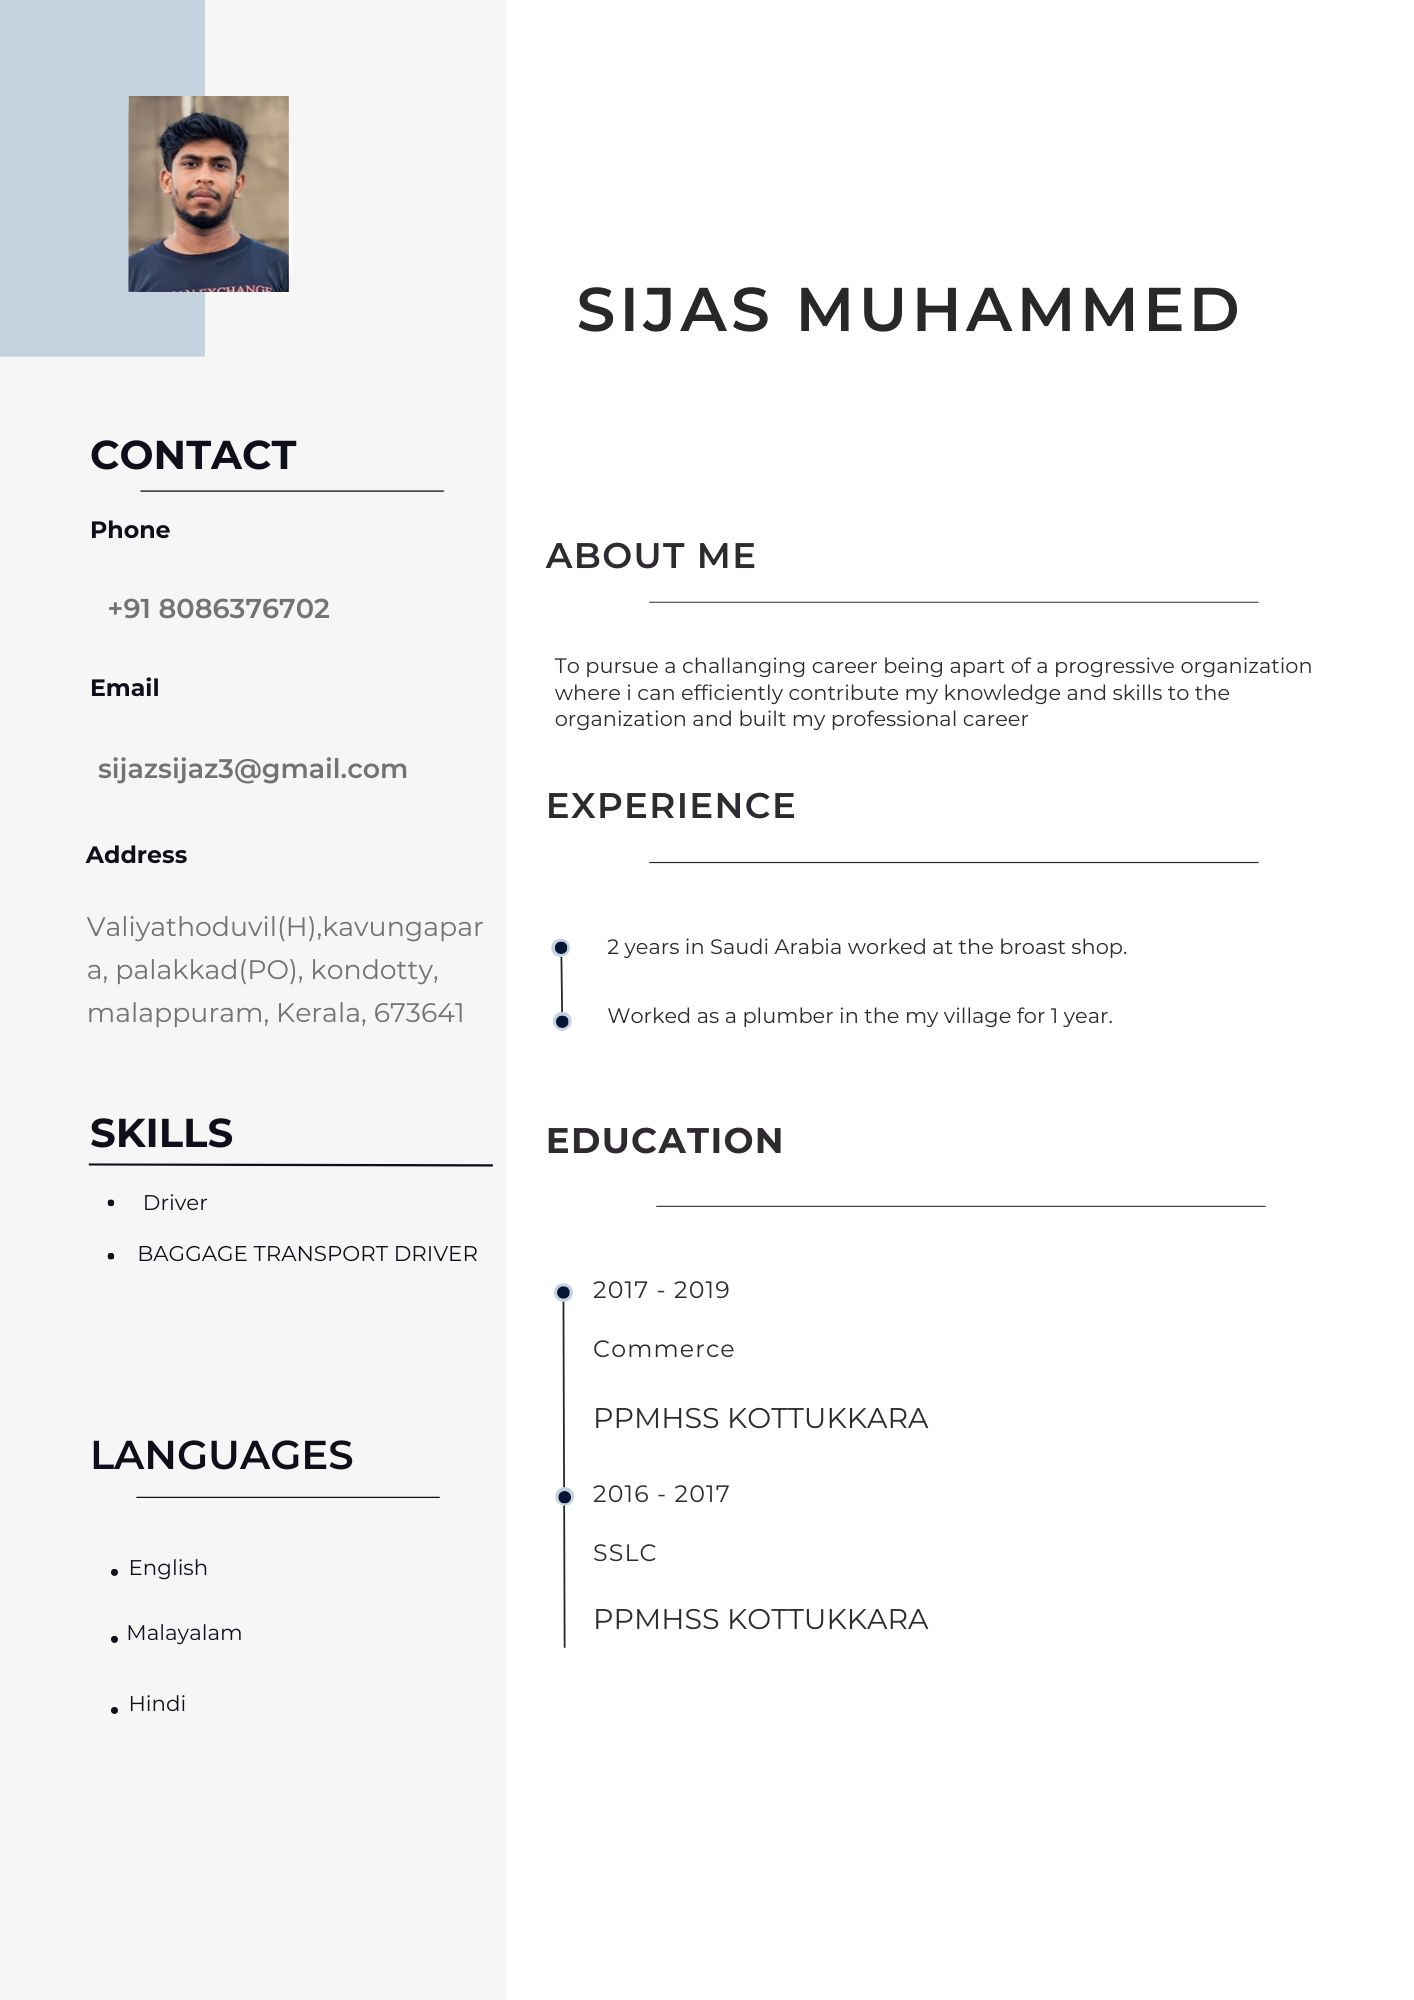 SIJAS MUHAMMED
CONTACT
Phone
+91 8086376702
Email
sijazsijaz3@gmail.com
Address
Valiyathoduvil(H),kavungapar
a, palakkad(PO), kondotty,
malappuram, Kerala, 673641
SKILLS
• Driver
• BAGGAGE TRANSPORT DRIVER
LANGUAGES
• English
• Malayalam
• Hindi
ABOUT ME
To pursue a challanging career being apart of a progressive organization
where i can efficiently contribute my knowledge and skills to the
organization and built my professional career
EXPERIENCE
2 years in Saudi Arabia worked at the broast shop.
Worked as a plumber in the my village for 1 year.
EDUCATION
2017 - 2019
Commerce
PPMHSS KOTTUKKARA
2016 - 2017
SSLC
PPMHSS KOTTUKKARA